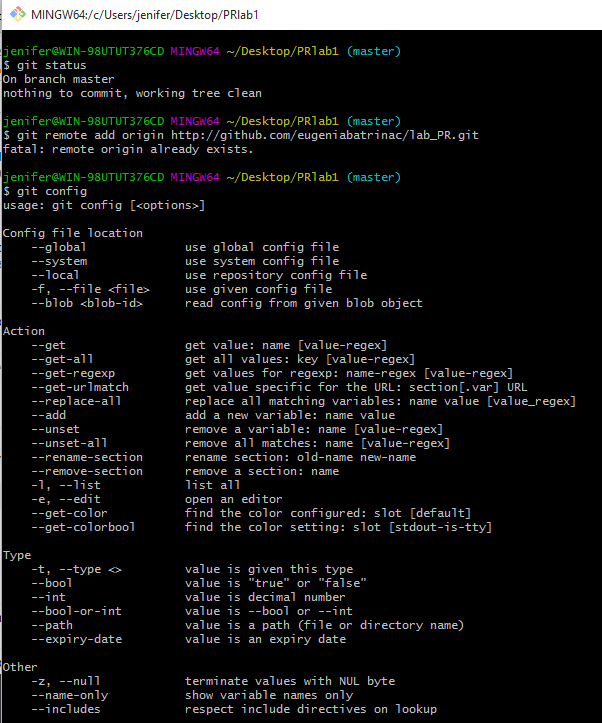 MINGW64:/c/Users/jenifer/Desktop/PRlab1
jenifer@WIN-98UTUT376CD MINGW64 ~/Desktop/PRlab1 (master)
$ git status
On branch master
nothing to commit, working tree clean
jenifer@WIN-98UTUT376CD MINGW64 ~/Desktop/PRlab1 (master)
$ git remote add origin http://github.com/eugeniabatrinac/lab_PR.git
fatal: remote origin already exists.
jenifer@WIN-98UTUT376CD MINGW64 ~/Desktop/PRlab1 (master)
$ git config
usage: git config [<options>]
Config file location
--global use global config file
--system use system config file
--local use repository config file
-f, --file <file> use given config file
--blob <blob-id> read config from given blob object
Action
--get get value: name [value-regex]
--get-all get all values: key [value-regex]
--get-regexp get values for regexp: name-regex [value-regex]
--get-urlmatch get value specific for the URL: section[.var] URL
--replace-all replace all matching variables: name value [value_regex]
--add add a new variable: name value
--unset remove a variable: name [value-regex]
--unset-all remove all matches: name [value-regex]
--rename-section rename section: old-name new-name
--remove-section remove a section: name
-l, --list list all
-e, --edit open an editor
--get-color find the color configured: slot [default]
--get-colorbool find the color setting: slot [stdout-is-tty]
Type
-t, --type <> value is given this type
--bool value is "true" or "false"
--int value is decimal number
--bool-or-int value is --bool or --int
--path value is a path (file or directory name)
--expiry-date value is an expiry date
Other
-z, --null terminate values with NUL byte
--name-only show variable names only
--includes respect include directives on lookup